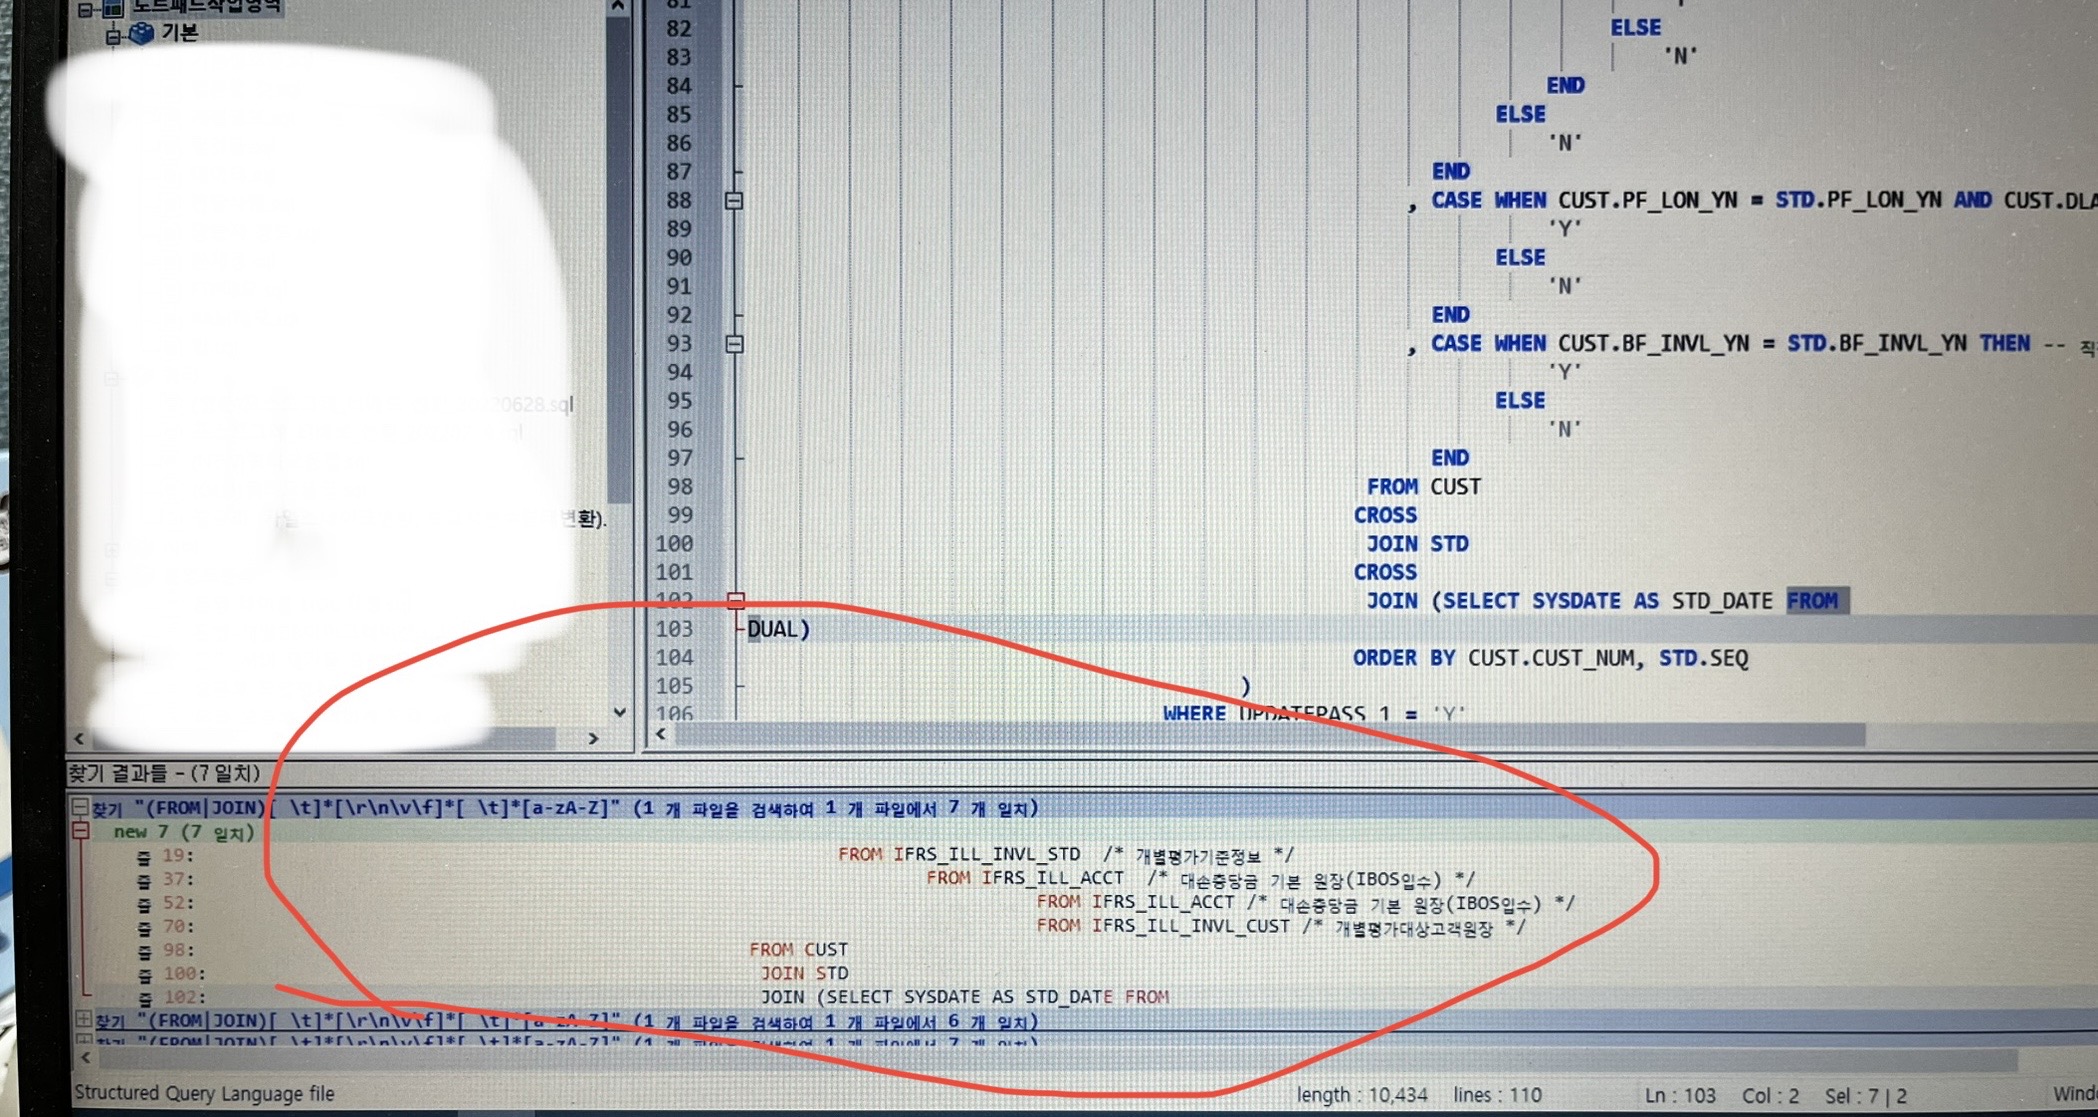 노트패드작업영역
기본
20628.sql
변환).
81
82 ELSE
83 'N'
84 END
85 ELSE
86 'N'
87 END
88 , CASE WHEN CUST.PF_LON_YN = STD.PF_LON_YN AND CUST.DLA
89 'Y'
90 ELSE
91 'N'
92 END
93 , CASE WHEN CUST.BF_INVL_YN = STD.BF_INVL_YN THEN -- 직
94 'Y'
95 ELSE
96 'N'
97 END
98 FROM CUST
99 CROSS
100 JOIN STD
101 CROSS
102 JOIN (SELECT SYSDATE AS STD_DATE FROM
103 DUAL)
104 ORDER BY CUST.CUST_NUM, STD.SEQ
105 )
106 WHERE UPDATEPASS_1 = 'Y'
찾기 결과들 - (7 일치)
찾기 "(FROM|JOIN)[ \t]*[\r\n\v\f]*[ \t]*[a-zA-Z]" (1 개 파일을 검색하여 1 개 파일에서 7 개 일치)
new 7 (7 일치)
줄 19: FROM IFRS_ILL_INVL_STD /* 개별평가기준정보 */
줄 37: FROM IFRS_ILL_ACCT /* 대손충당금 기본 원장(IBOS입수) */
줄 52: FROM IFRS_ILL_ACCT /* 대손충당금 기본 원장(IBOS입수) */
줄 70: FROM IFRS_ILL_INVL_CUST /* 개별평가대상고객원장 */
줄 98: FROM CUST
줄 100: JOIN STD
줄 102: JOIN (SELECT SYSDATE AS STD_DATE FROM
찾기 "(FROM|JOIN)[ \t]*[\r\n\v\f]*[ \t]*[a-zA-Z]" (1 개 파일을 검색하여 1 개 파일에서 6 개 일치)
찾기 "(FROM|JOIN)[ \t]*[\r\n\v\f]*[ \t]*[a-zA-Z]" (1 개 파일을 검색하여 1 개 파일에서 7 개 일치)
Structured Query Language file length : 10,434 lines : 110 Ln : 103 Col : 2 Sel : 7 | 2 Wind